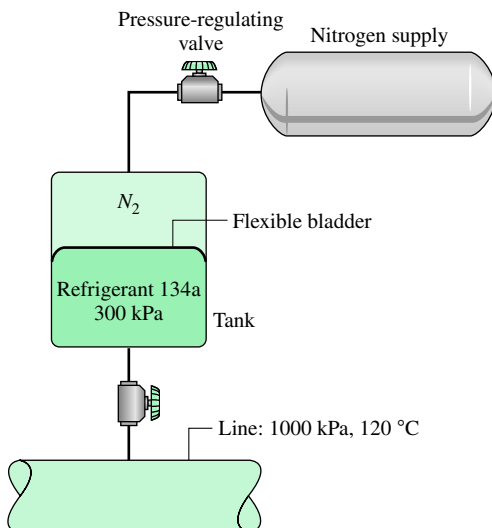 Pressure-regulating
valve
Nitrogen supply
N2
Flexible bladder
Refrigerant 134a
300 kPa
Tank
Line: 1000 kPa, 120 °C